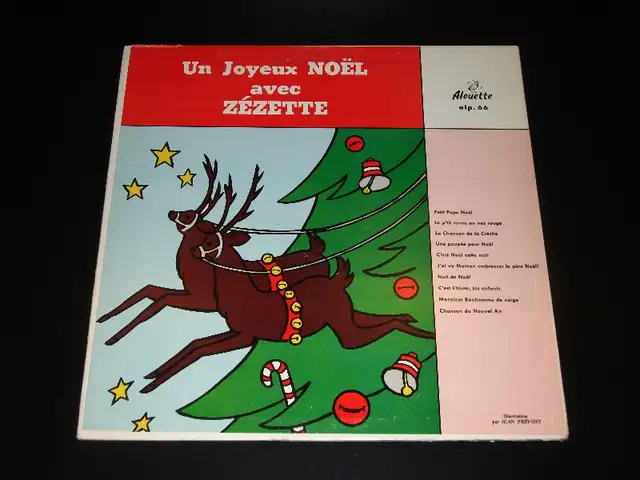 Un Joyeux NOËL
avec
ZÉZETTE
Alouette
alp. 66
Petit Papa Noël
Le p'tit renne au nez rouge
La Chanson de la Crèche
Une poupée pour Noël
C'est Noël cette nuit
J'ai vu Maman embrasser le père Noël
Nuit de Noël
C'est l'hiver, les enfants
Monsieur Bonhomme de neige
Chanson du Nouvel An
Illustration
par JEAN PRÉVOST